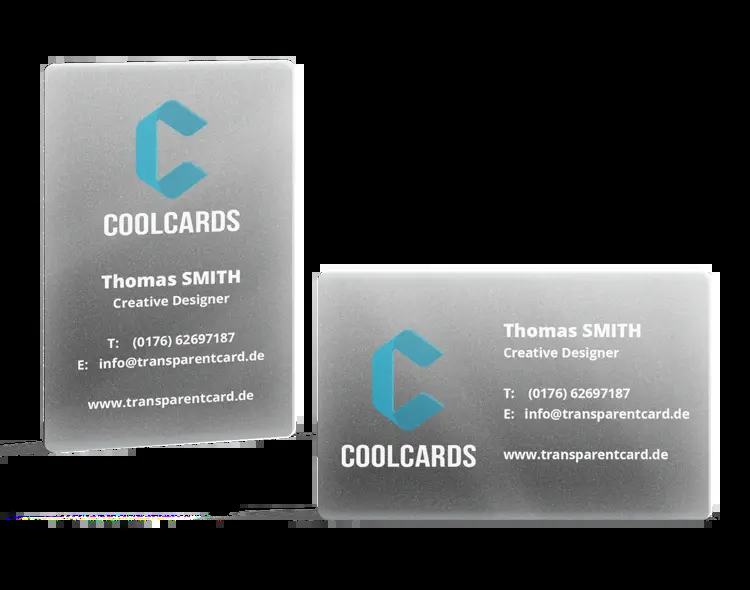 COOLCARDS
Thomas SMITH
Creative Designer
T: (0176) 62697187
E: info@transparentcard.de
www.transparentcard.de
COOLCARDS
Thomas SMITH
Creative Designer
T: (0176) 62697187
E: info@transparentcard.de
www.transparentcard.de